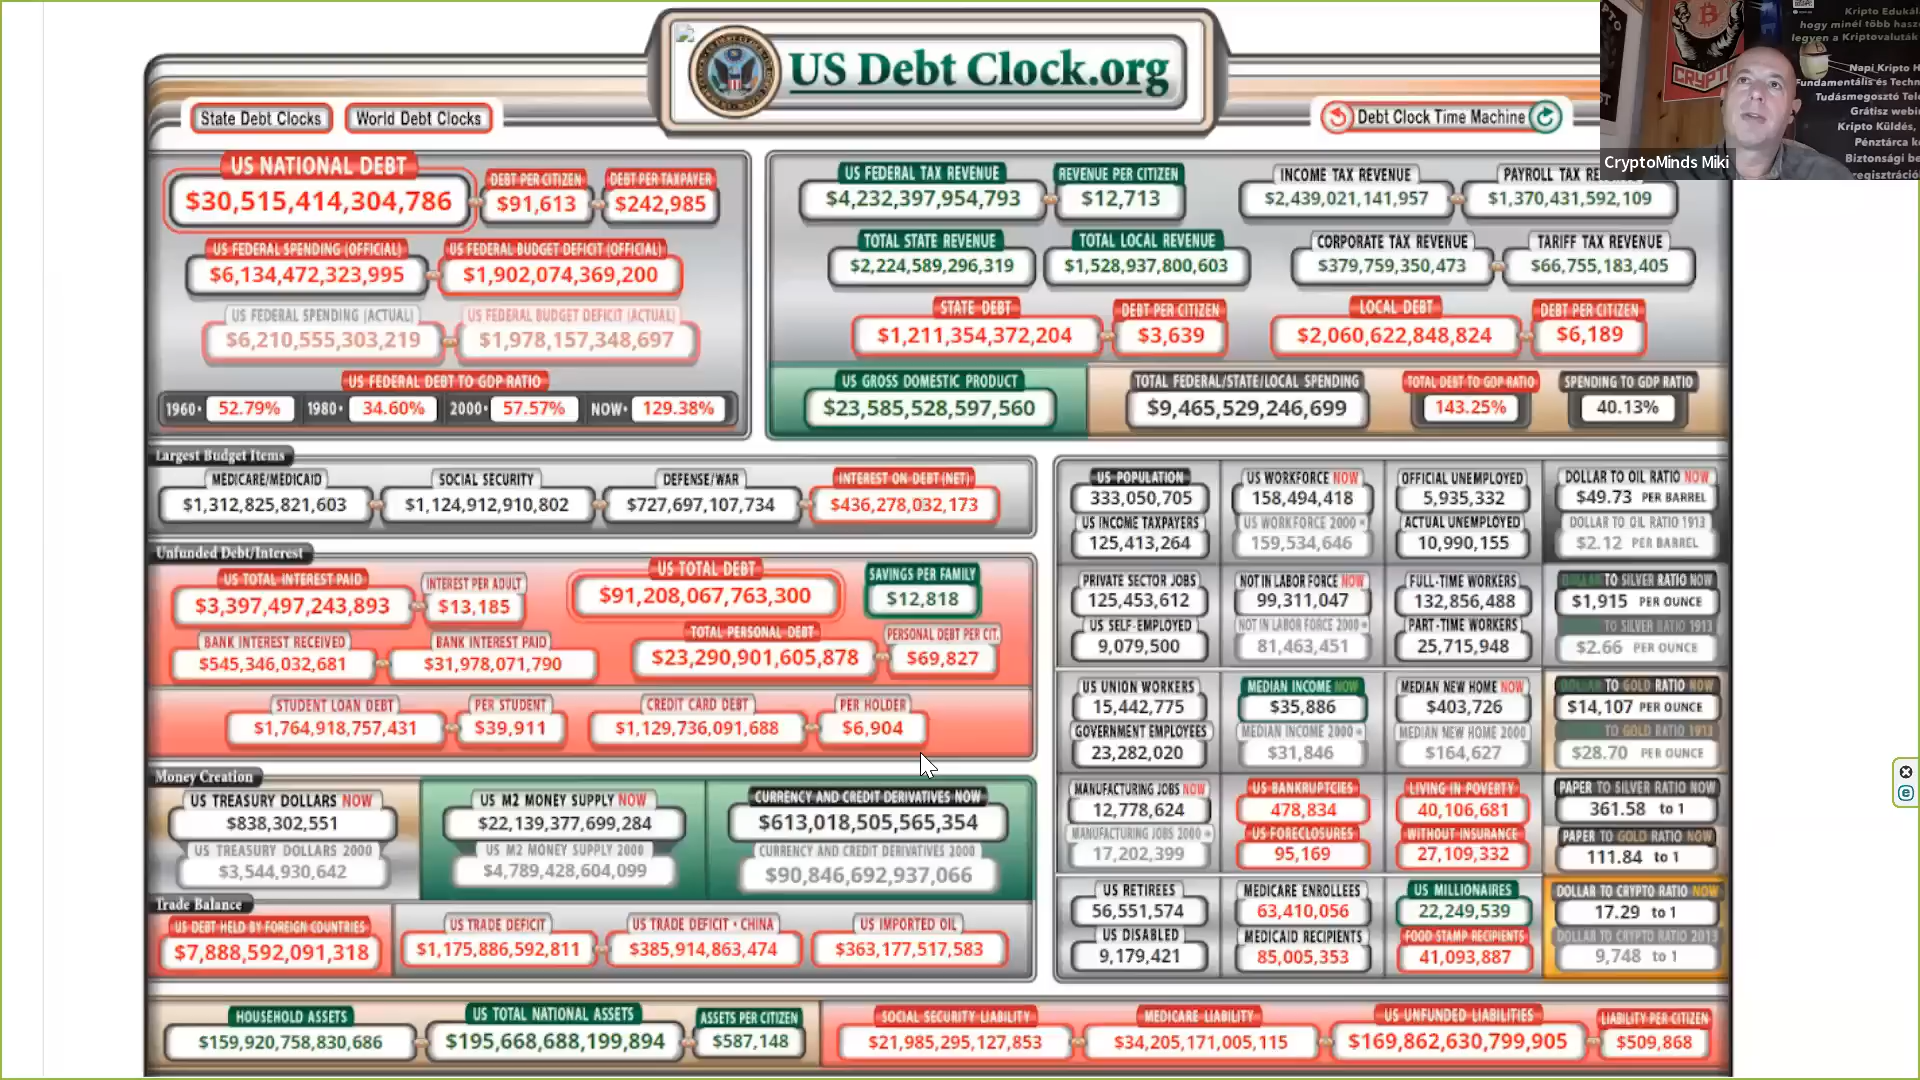 US Debt Clock.org
State Debt Clocks
World Debt Clocks
Debt Clock Time Machine
CRYPTO
Kripto Edukál
hogy minél több hasz
legyen a Kriptovaluták
Napi Kripto H
Fundamentális és Techn
Tudásmegosztó Tel
Grátisz webin
Kripto Küldés,
Pénztárca k
Biztonsági be
regisztráció
CryptoMinds Miki
US NATIONAL DEBT
$30,515,414,304,786
DEBT PER CITIZEN
$91,613
DEBT PER TAXPAYER
$242,985
US FEDERAL SPENDING (OFFICIAL)
$6,134,472,323,995
US FEDERAL BUDGET DEFICIT (OFFICIAL)
$1,902,074,369,200
US FEDERAL SPENDING (ACTUAL)
$6,210,555,303,219
US FEDERAL BUDGET DEFICIT (ACTUAL)
$1,978,157,348,697
US FEDERAL DEBT TO GDP RATIO
1960• 52.79% 1980• 34.60% 2000• 57.57% NOW• 129.38%
US FEDERAL TAX REVENUE
$4,232,397,954,793
REVENUE PER CITIZEN
$12,713
INCOME TAX REVENUE
$2,439,021,141,957
PAYROLL TAX REVENUE
$1,370,431,592,109
TOTAL STATE REVENUE
$2,224,589,296,319
TOTAL LOCAL REVENUE
$1,528,937,800,603
CORPORATE TAX REVENUE
$379,759,350,473
TARIFF TAX REVENUE
$66,755,183,405
STATE DEBT
$1,211,354,372,204
DEBT PER CITIZEN
$3,639
LOCAL DEBT
$2,060,622,848,824
DEBT PER CITIZEN
$6,189
US GROSS DOMESTIC PRODUCT
$23,585,528,597,560
TOTAL FEDERAL/STATE/LOCAL SPENDING
$9,465,529,246,699
TOTAL DEBT TO GDP RATIO
143.25%
SPENDING TO GDP RATIO
40.13%
Largest Budget Items
MEDICARE/MEDICAID
$1,312,825,821,603
SOCIAL SECURITY
$1,124,912,910,802
DEFENSE/WAR
$727,697,107,734
INTEREST ON DEBT (NET)
$436,278,032,173
Unfunded Debt/Interest
US TOTAL INTEREST PAID
$3,397,497,243,893
INTEREST PER ADULT
$13,185
US TOTAL DEBT
$91,208,067,763,300
SAVINGS PER FAMILY
$12,818
BANK INTEREST RECEIVED
$545,346,032,681
BANK INTEREST PAID
$31,978,071,790
TOTAL PERSONAL DEBT
$23,290,901,605,878
PERSONAL DEBT PER CIT.
$69,827
STUDENT LOAN DEBT
$1,764,918,757,431
PER STUDENT
$39,911
CREDIT CARD DEBT
$1,129,736,091,688
PER HOLDER
$6,904
Money Creation
US TREASURY DOLLARS NOW
$838,302,551
US TREASURY DOLLARS 2000
$3,544,930,642
US M2 MONEY SUPPLY NOW
$22,139,377,699,284
US M2 MONEY SUPPLY 2000
$4,789,428,604,099
CURRENCY AND CREDIT DERIVATIVES NOW
$613,018,505,565,354
CURRENCY AND CREDIT DERIVATIVES 2000
$90,846,692,937,066
Trade Balance
US DEBT HELD BY FOREIGN COUNTRIES
$7,888,592,091,318
US TRADE DEFICIT
$1,175,886,592,811
US TRADE DEFICIT • CHINA
$385,914,863,474
US IMPORTED OIL
$363,177,517,583
US POPULATION
333,050,705
US INCOME TAXPAYERS
125,413,264
US WORKFORCE NOW
158,494,418
US WORKFORCE 2000
159,534,646
OFFICIAL UNEMPLOYED
5,935,332
ACTUAL UNEMPLOYED
10,990,155
DOLLAR TO OIL RATIO NOW
$49.73 PER BARREL
DOLLAR TO OIL RATIO 1913
$2.12 PER BARREL
PRIVATE SECTOR JOBS
125,453,612
US SELF-EMPLOYED
9,079,500
NOT IN LABOR FORCE NOW
99,311,047
NOT IN LABOR FORCE 2000
81,463,451
FULL-TIME WORKERS
132,856,488
PART-TIME WORKERS
25,715,948
DOLLAR TO SILVER RATIO NOW
$1,915 PER OUNCE
TO SILVER RATIO 1913
$2.66 PER OUNCE
US UNION WORKERS
15,442,775
GOVERNMENT EMPLOYEES
23,282,020
MEDIAN INCOME NOW
$35,886
MEDIAN INCOME 2000
$31,846
MEDIAN NEW HOME NOW
$403,726
MEDIAN NEW HOME 2000
$164,627
DOLLAR TO GOLD RATIO NOW
$14,107 PER OUNCE
TO GOLD RATIO 1913
$28.70 PER OUNCE
MANUFACTURING JOBS NOW
12,778,624
MANUFACTURING JOBS 2000
17,202,399
US BANKRUPTCIES
478,834
US FORECLOSURES
95,169
LIVING IN POVERTY
40,106,681
WITHOUT INSURANCE
27,109,332
PAPER TO SILVER RATIO NOW
361.58 to 1
PAPER TO GOLD RATIO NOW
111.84 to 1
US RETIREES
56,551,574
US DISABLED
9,179,421
MEDICARE ENROLLEES
63,410,056
MEDICAID RECIPIENTS
85,005,353
US MILLIONAIRES
22,249,539
FOOD STAMP RECIPIENTS
41,093,887
DOLLAR TO CRYPTO RATIO NOW
17.29 to 1
DOLLAR TO CRYPTO RATIO 2013
9,748 to 1
HOUSEHOLD ASSETS
$159,920,758,830,686
US TOTAL NATIONAL ASSETS
$195,668,688,199,894
ASSETS PER CITIZEN
$587,148
SOCIAL SECURITY LIABILITY
$21,985,295,127,853
MEDICARE LIABILITY
$34,205,171,005,115
US UNFUNDED LIABILITIES
$169,862,630,799,905
LIABILITY PER CITIZEN
$509,868